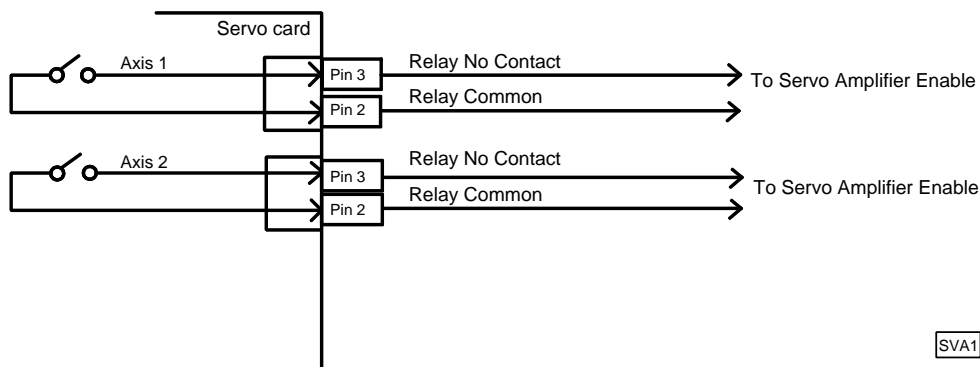 Servo card
Axis 1
Pin 3
Relay No Contact
To Servo Amplifier Enable
Pin 2
Relay Common
Axis 2
Pin 3
Relay No Contact
To Servo Amplifier Enable
Pin 2
Relay Common
SVA1